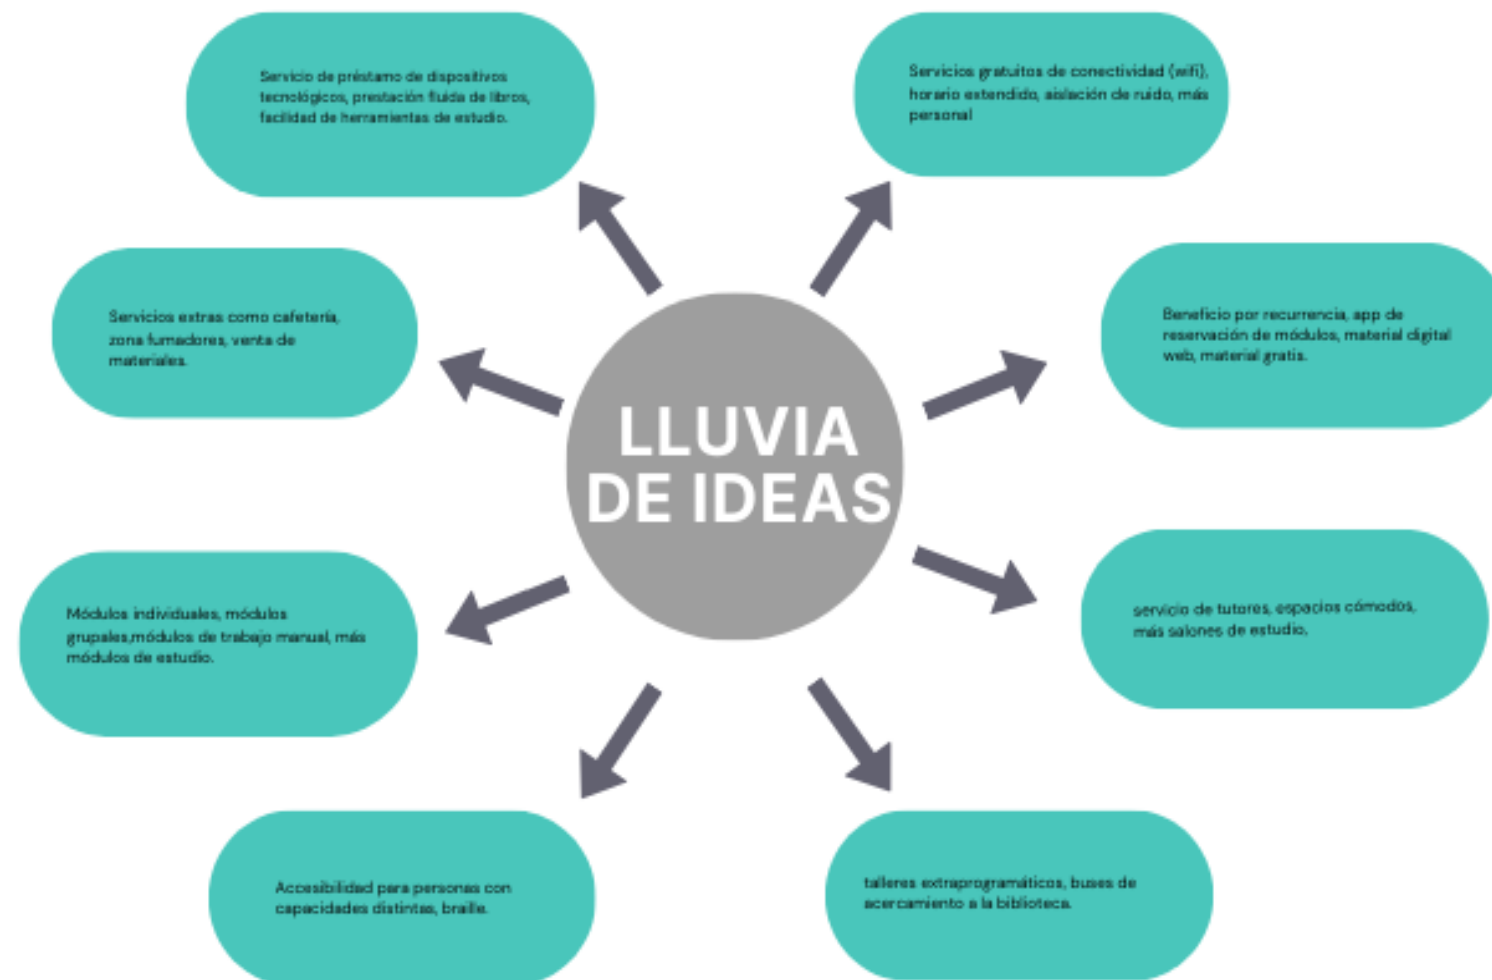 Servicio de préstamo de dispositivos
tecnológicos, prestación fluida de libros,
facilidad de herramientas de estudio.
Servicios gratuitos de conectividad (wifi),
horario extendido, aislación de ruido, más
personal
Servicios extras como cafetería,
zona fumadores, venta de
materiales.
Beneficio por recurrencia, app de
reservación de módulos, material digital
web, material gratis.
LLUVIA
DE IDEAS
Módulos individuales, módulos
grupales,módulos de trabajo manual, más
módulos de estudio.
servicio de tutores, espacios cómodos,
más salones de estudio,
Accesibilidad para personas con
capacidades distintas, braille.
talleres extraprogramáticos, buses de
acercamiento a la biblioteca.